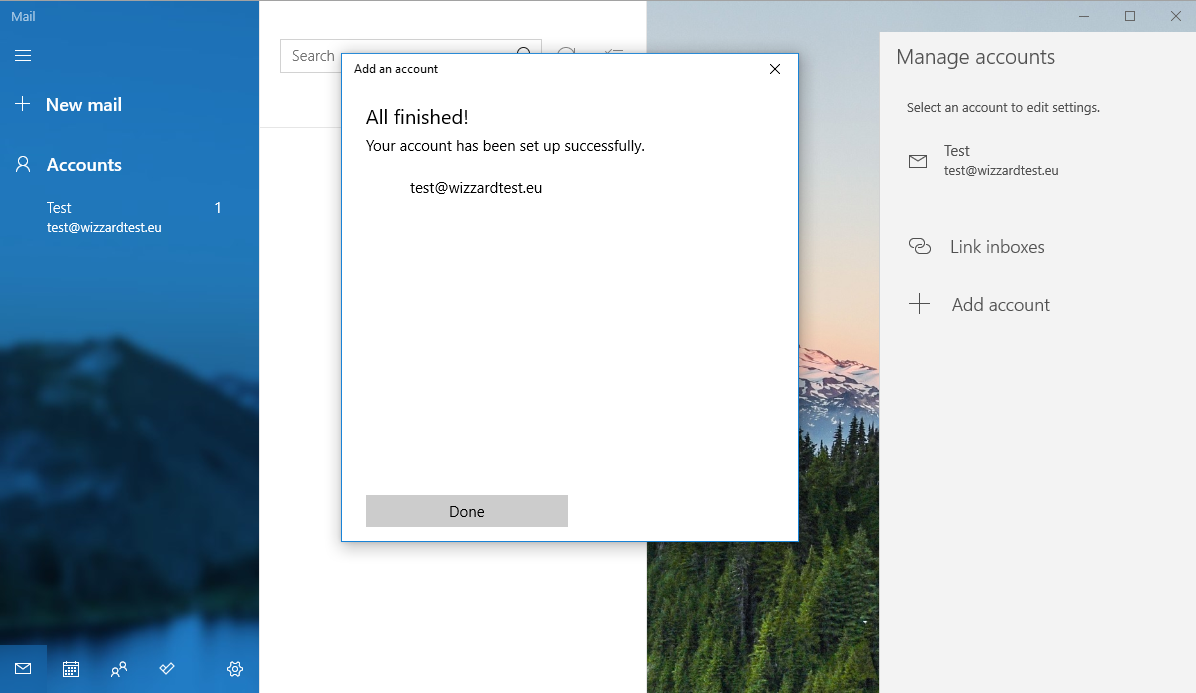 Mail
New mail
Accounts
Test 1
test@wizzardtest.eu
Search
Add an account
All finished!
Your account has been set up successfully.
test@wizzardtest.eu
Done
Manage accounts
Select an account to edit settings.
Test
test@wizzardtest.eu
Link inboxes
Add account